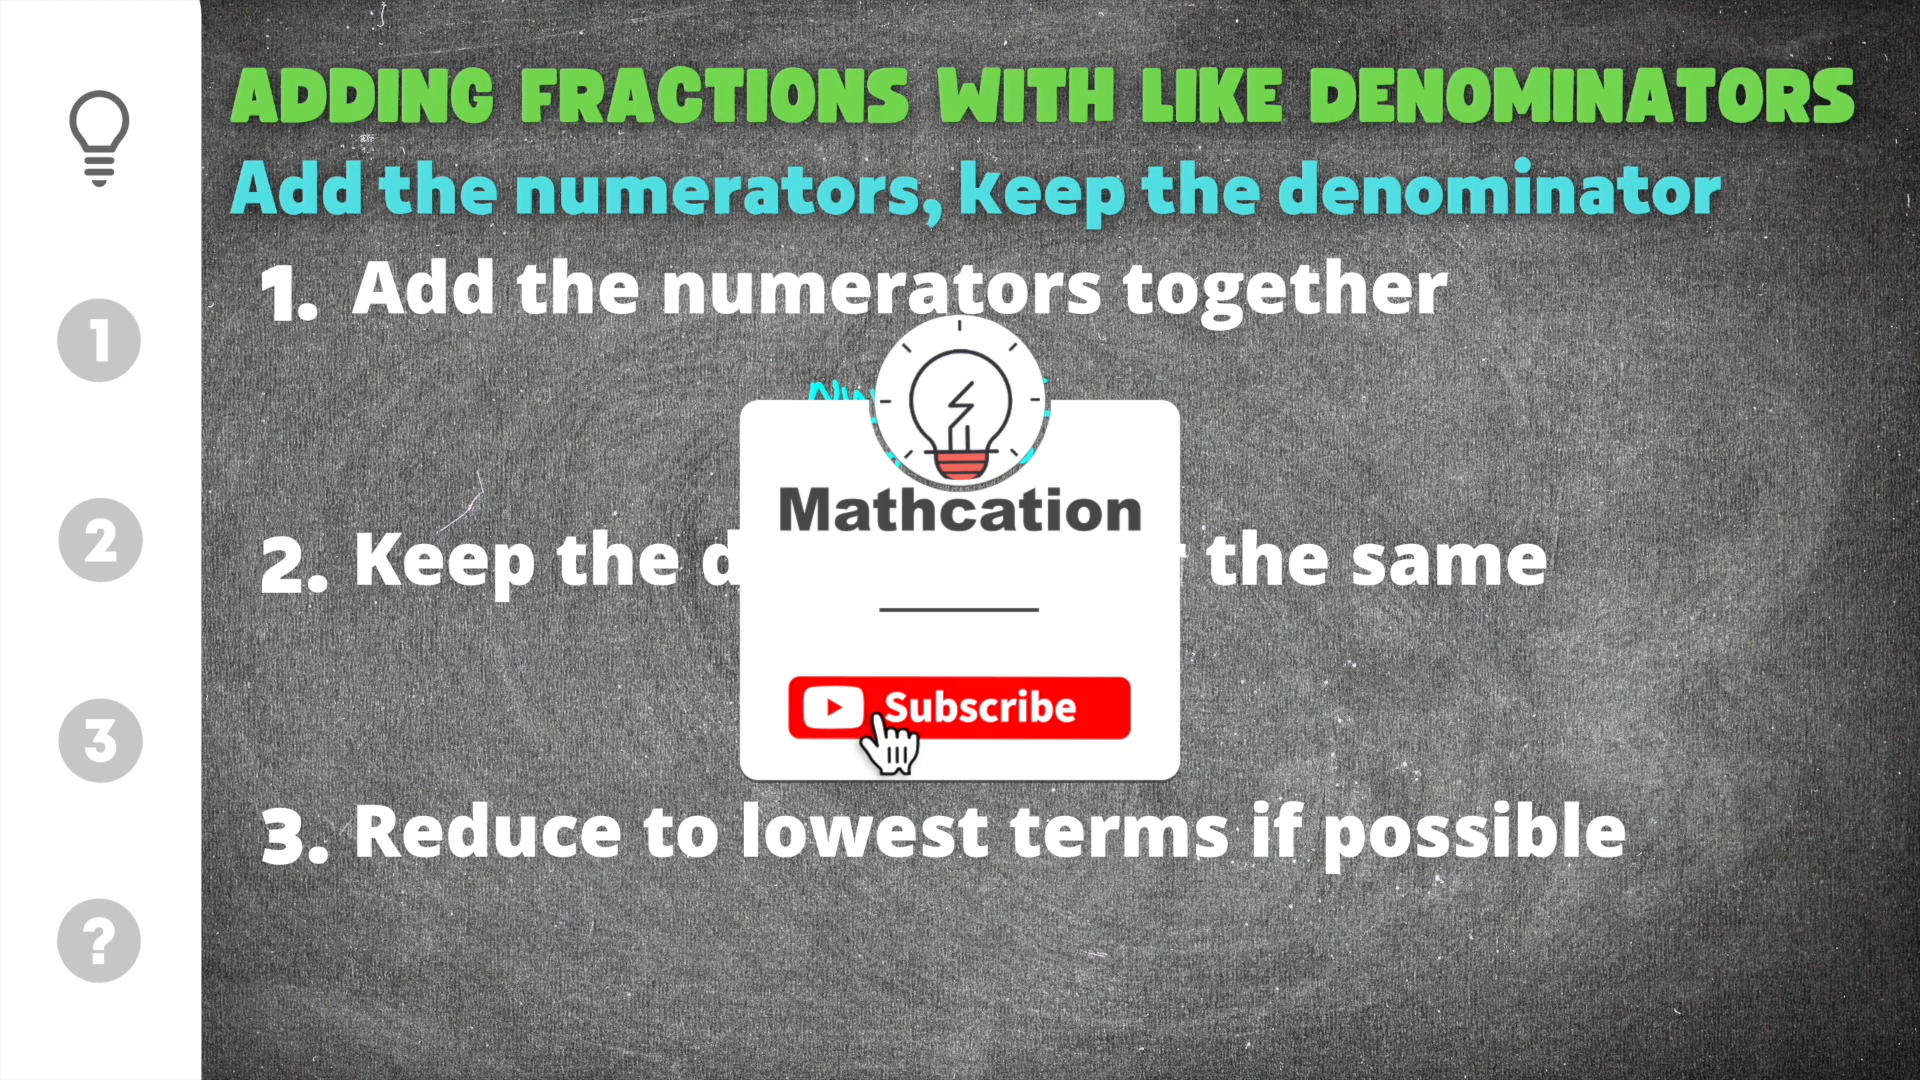 ADDING FRACTIONS WITH LIKE DENOMINATORS
Add the numerators, keep the denominator
1. Add the numerators together
Mathcation
2. Keep the the same
Subscribe
3. Reduce to lowest terms if possible
1
2
3
?